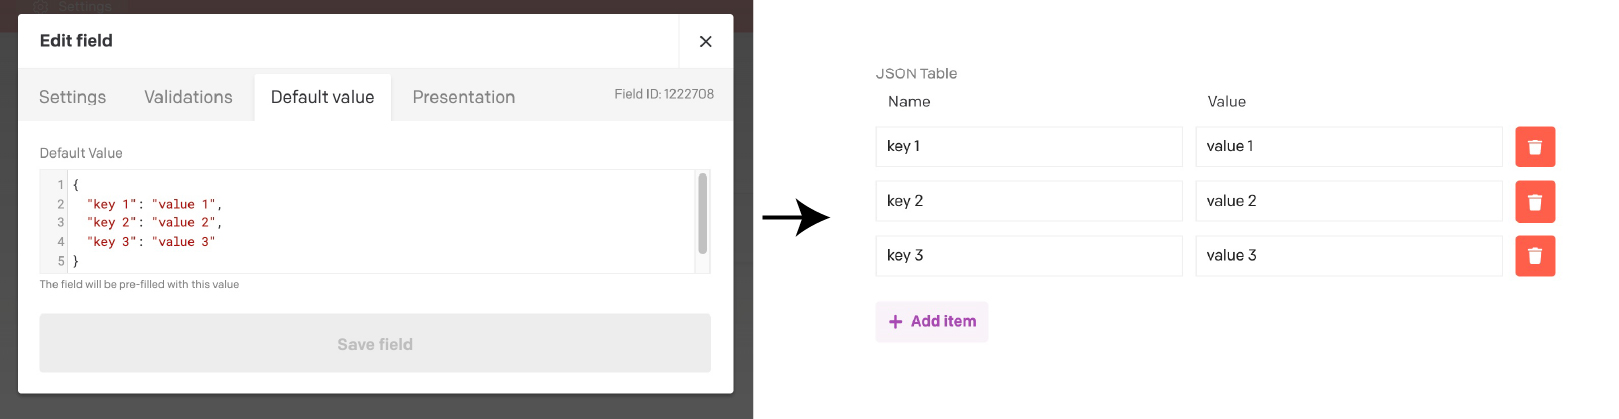 Settings
Edit field
Settings Validations Default value Presentation Field ID: 1222708
Default Value
1 {
2 "key 1": "value 1",
3 "key 2": "value 2",
4 "key 3": "value 3"
5 }
The field will be pre-filled with this value
Save field
JSON Table
Name Value
key 1 value 1
key 2 value 2
key 3 value 3
+ Add item